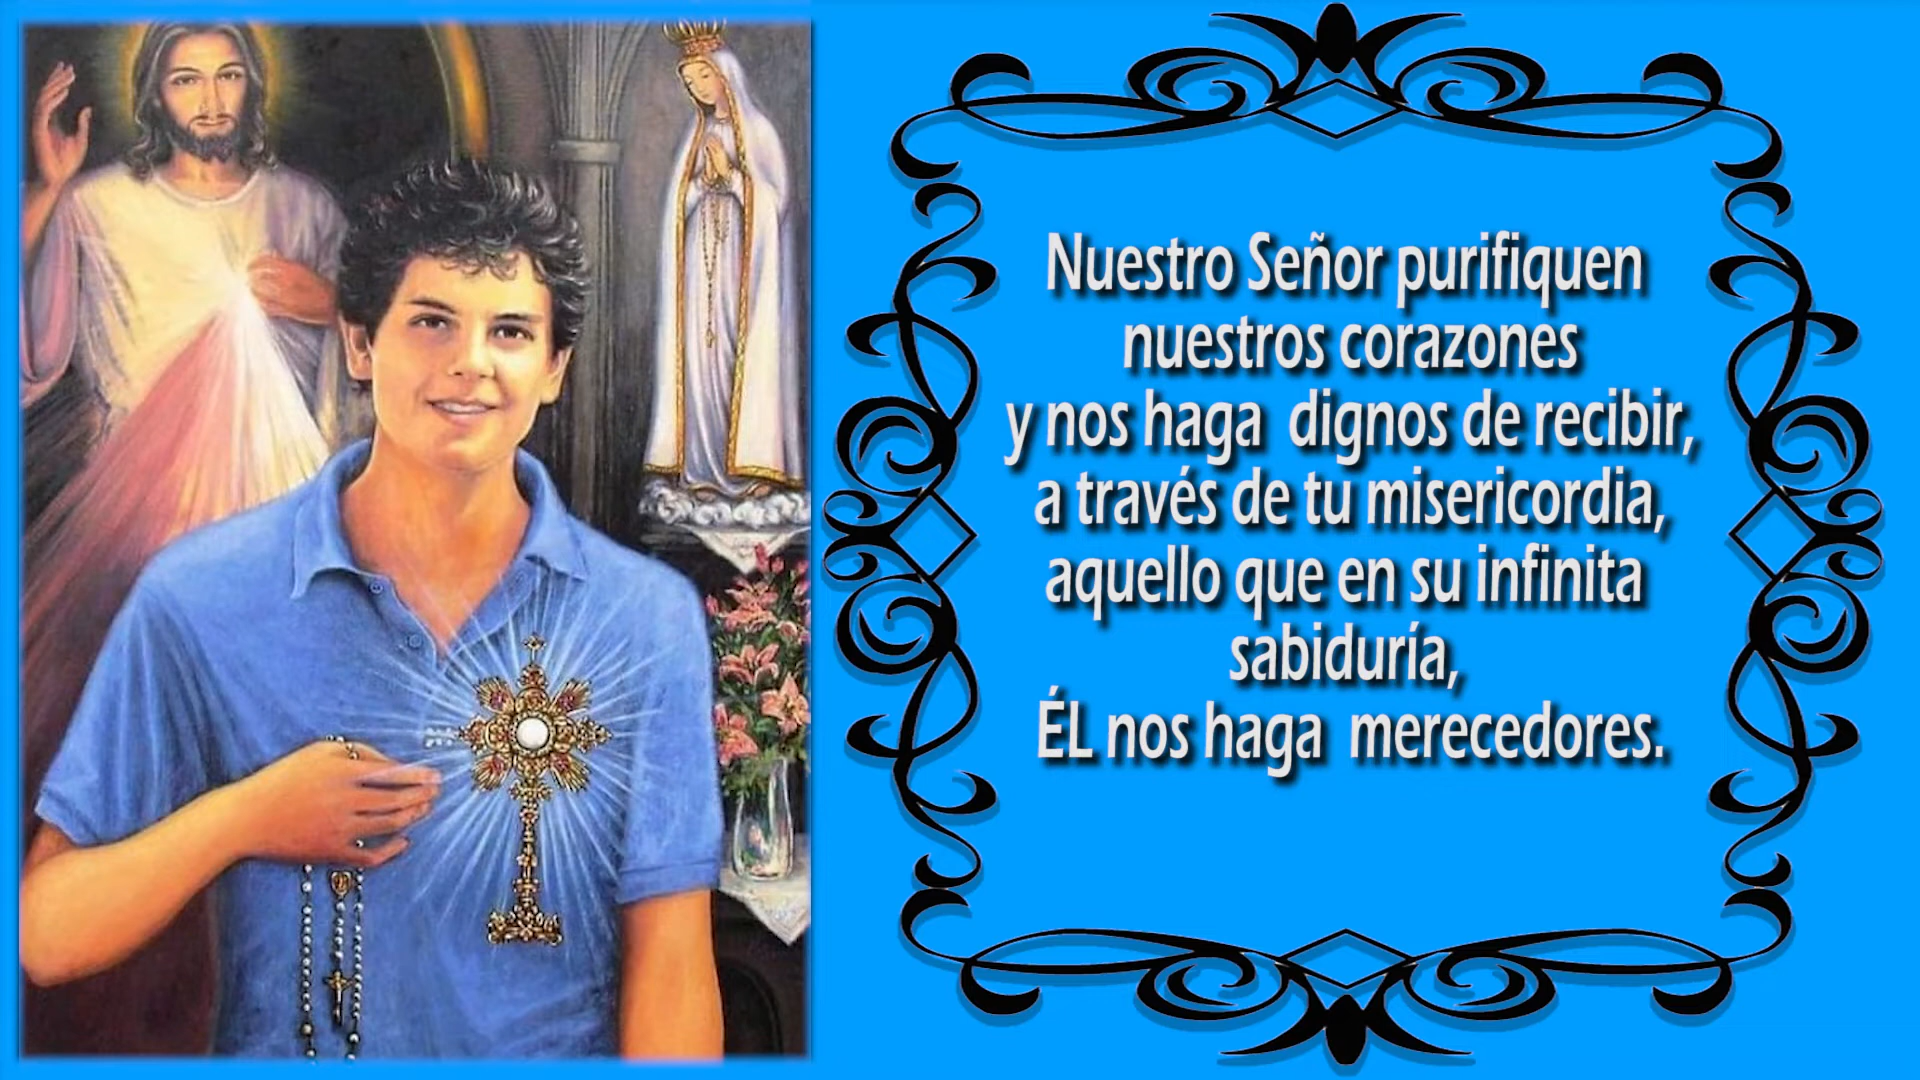 Nuestro Señor purifiquen
nuestros corazones
y nos haga dignos de recibir,
a través de tu misericordia,
aquello que en su infinita
sabiduría,
ÉL nos haga merecedores.